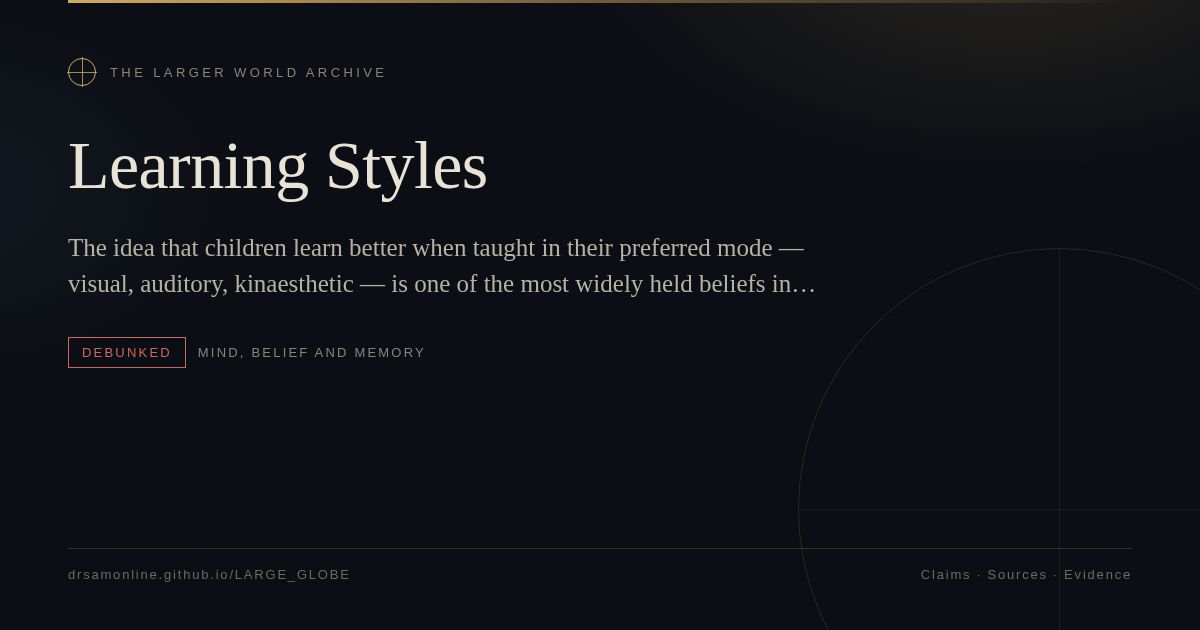 THE LARGER WORLD ARCHIVE
Learning Styles
The idea that children learn better when taught in their preferred mode —
visual, auditory, kinaesthetic — is one of the most widely held beliefs in…
DEBUNKED MIND, BELIEF AND MEMORY
drsamonline.github.io/LARGE_GLOBE
Claims · Sources · Evidence